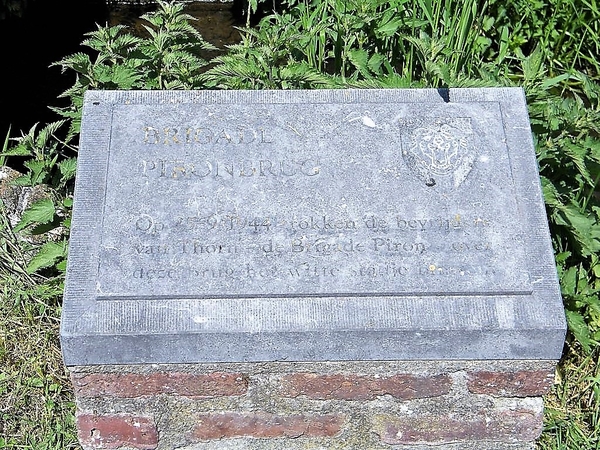 BRIGADE
PIRONBRUG
Op 25-9-1944 trokken de bevrijders
van Thorn - de Brigade Piron - over
deze brug het witte stadje binnen